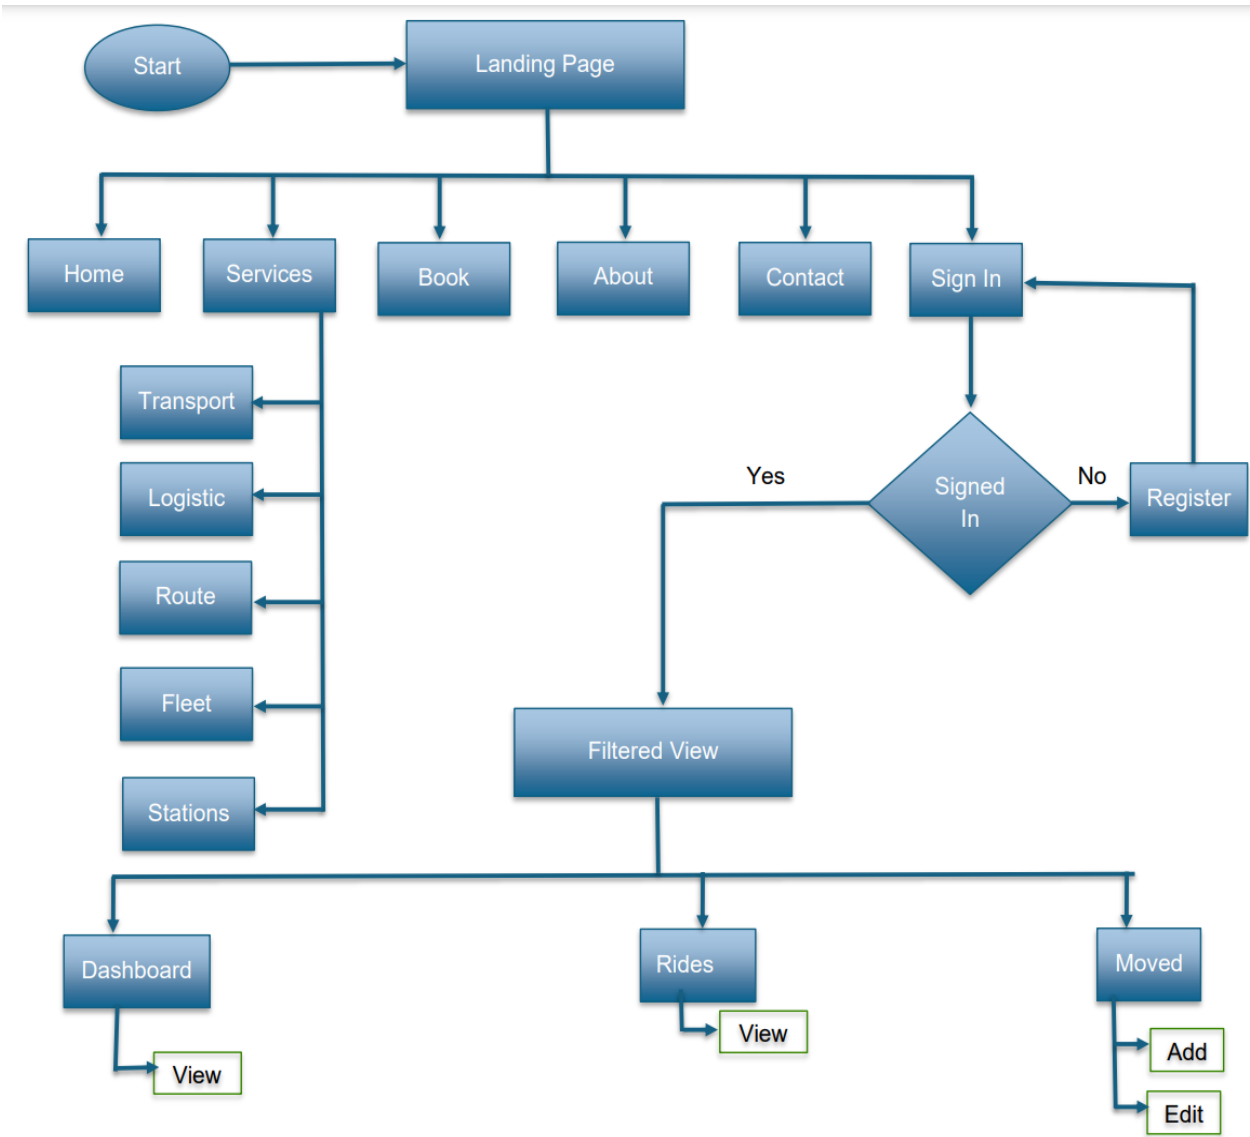 Start
Landing Page
Home
Services
Book
About
Contact
Sign In
Transport
Logistic
Route
Fleet
Stations
Yes
Signed
In
No
Register
Filtered View
Dashboard
View
Rides
View
Moved
Add
Edit